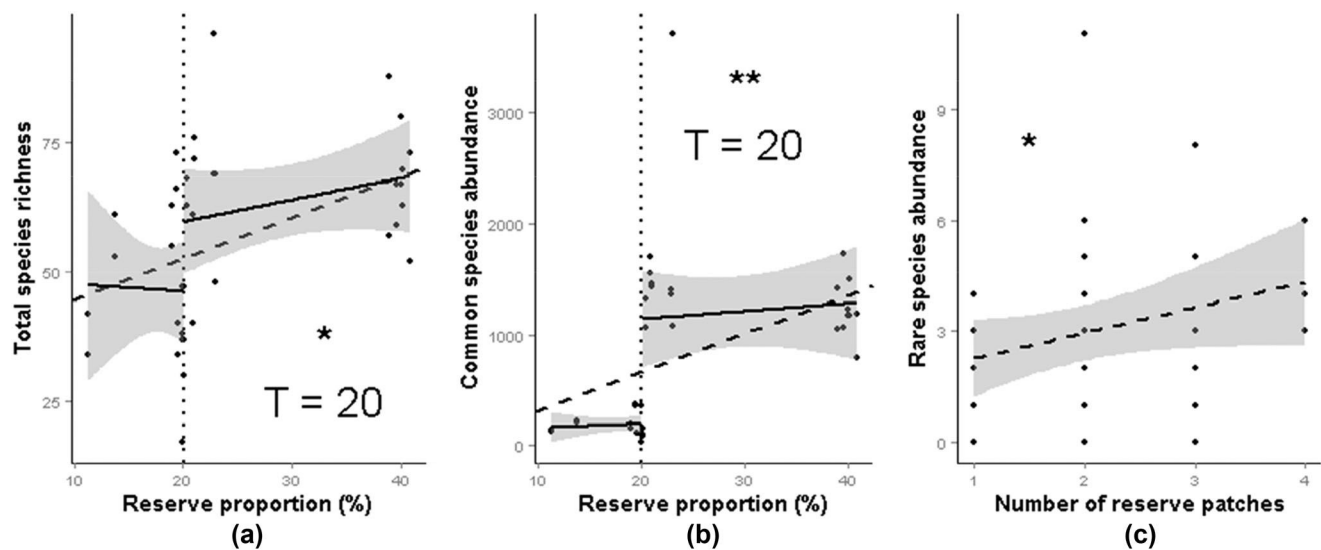 Total species richness
75
50
25
*
T = 20
10 20 30 40
Reserve proportion (%)
(a)
Common species abundance
3000
2000
1000
0
**
T = 20
10 20 30 40
Reserve proportion (%)
(b)
Rare species abundance
9
6
3
0
*
1 2 3 4
Number of reserve patches
(c)